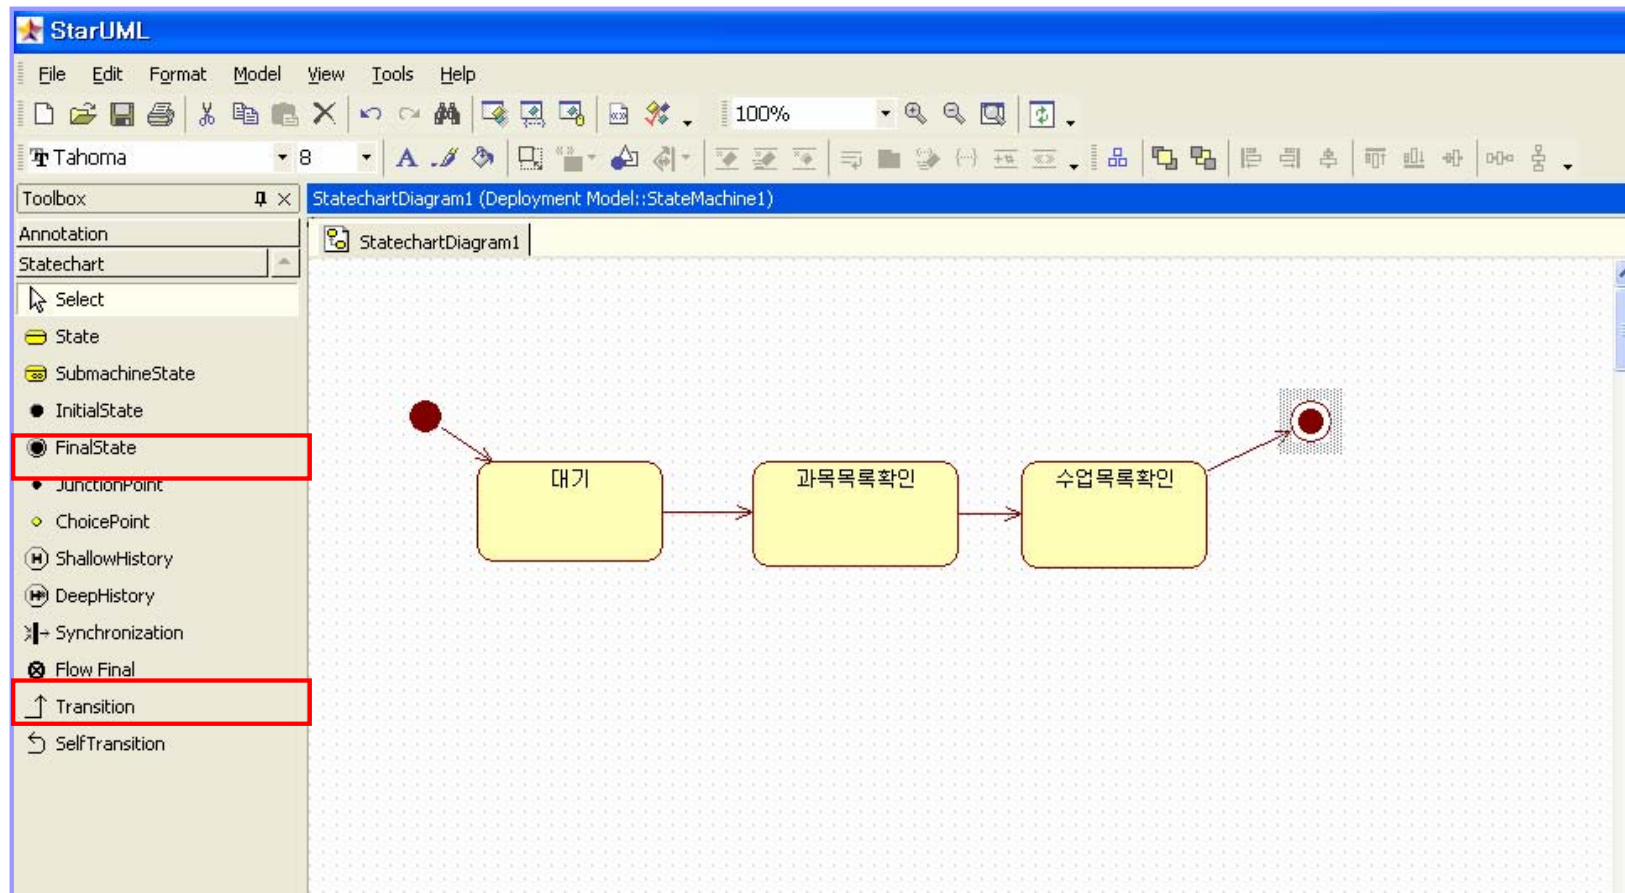 StarUML
File Edit Format Model View Tools Help
100%
Tahoma 8
Toolbox
StatechartDiagram1 (Deployment Model::StateMachine1)
Annotation
StatechartDiagram1
Statechart
Select
State
SubmachineState
InitialState
FinalState
JunctionPoint
ChoicePoint
ShallowHistory
DeepHistory
Synchronization
Flow Final
Transition
SelfTransition
대기 과목목록확인 수업목록확인